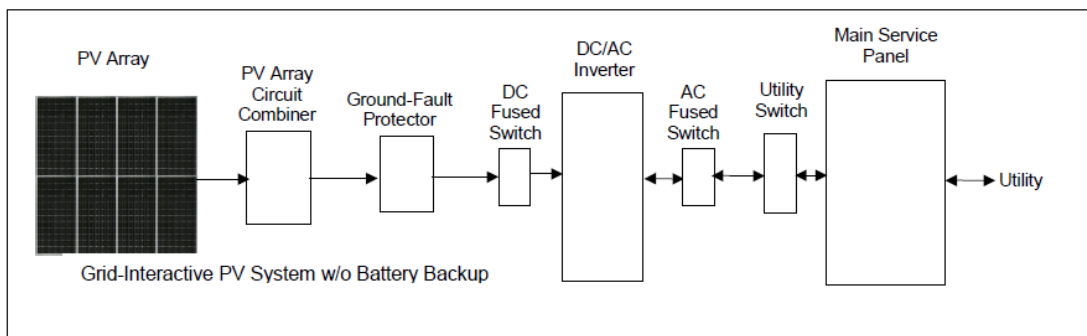 PV Array
PV Array
Circuit
Combiner
Ground-Fault
Protector
DC
Fused
Switch
DC/AC
Inverter
AC
Fused
Switch
Utility
Switch
Main Service
Panel
Utility
Grid-Interactive PV System w/o Battery Backup